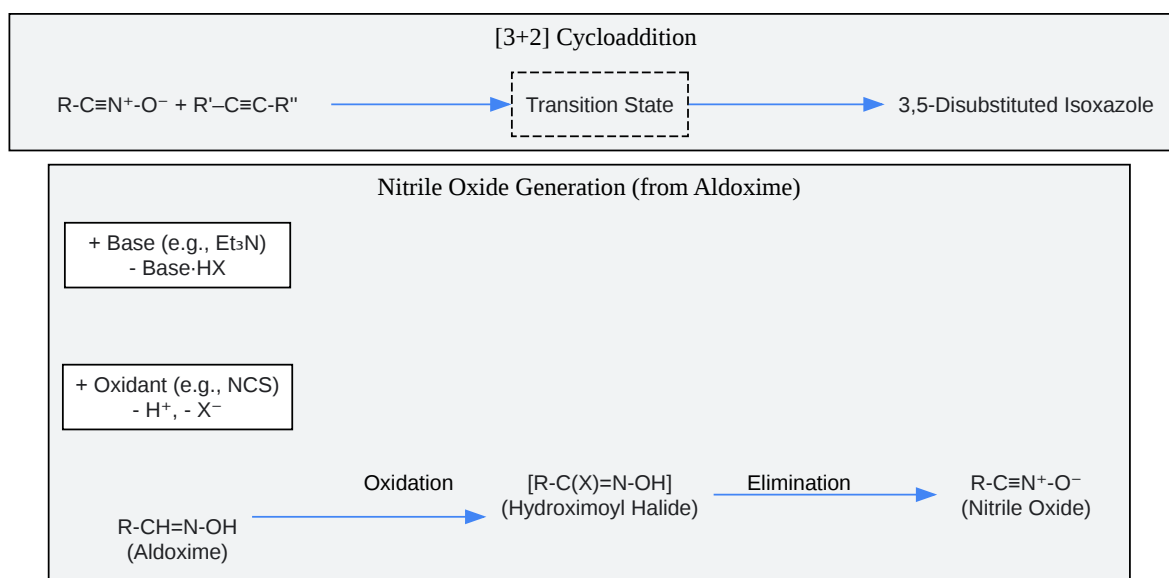 [3+2] Cycloaddition
R-C≡N⁺-O⁻ + R'–C≡C-R"
Transition State
3,5-Disubstituted Isoxazole
Nitrile Oxide Generation (from Aldoxime)
+ Base (e.g., Et₃N)
- Base·HX
+ Oxidant (e.g., NCS)
- H⁺, - X⁻
R-CH=N-OH
(Aldoxime)
Oxidation
[R-C(X)=N-OH]
(Hydroximoyl Halide)
Elimination
R-C≡N⁺-O⁻
(Nitrile Oxide)